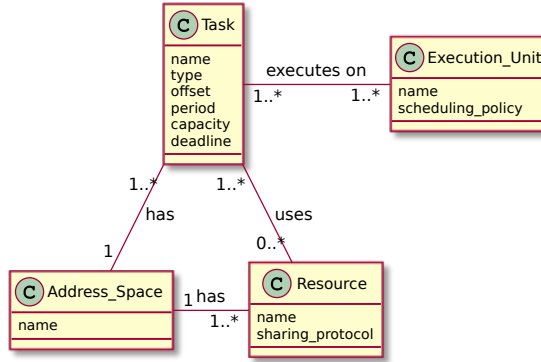 C Task
name
type
offset
period
capacity
deadline
executes on
1..*
1..*
C Execution_Unit
name
scheduling_policy
1..*
has
1
1..*
uses
0..*
C Address_Space
name
1
has
1..*
C Resource
name
sharing_protocol